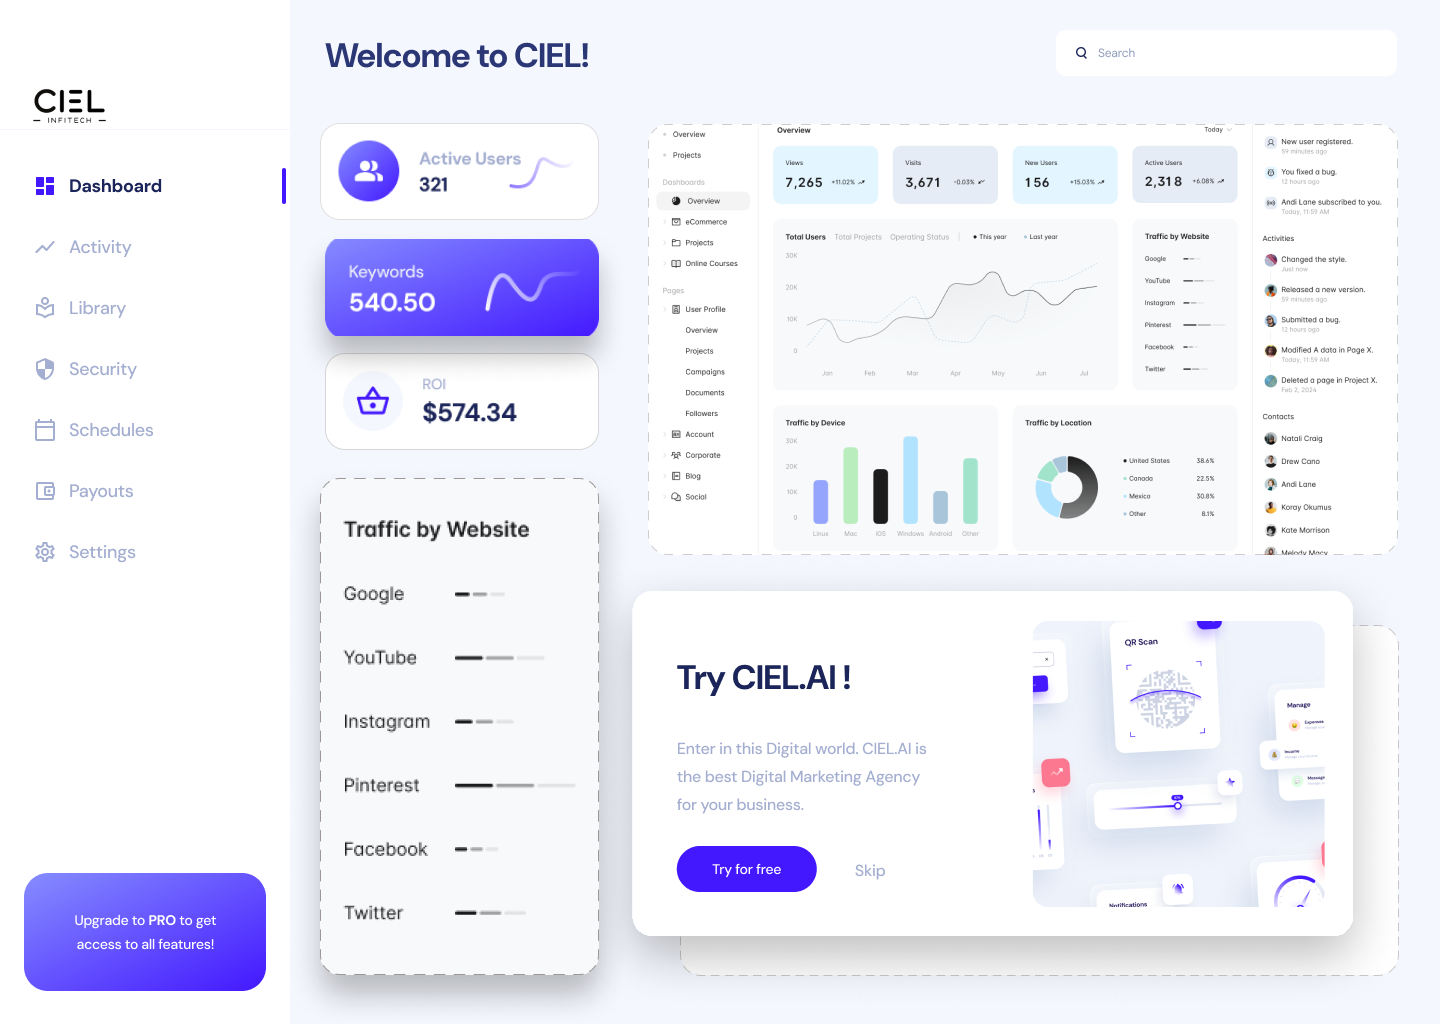 CIEL
INFITECH
Dashboard
Activity
Library
Security
Schedules
Payouts
Settings
Upgrade to PRO to get
access to all features!
Welcome to CIEL!
Search
Active Users
321
Keywords
540.50
ROI
$574.34
Traffic by Website
Google
YouTube
Instagram
Pinterest
Facebook
Twitter
Overview
Projects
Dashboards
Overview
eCommerce
Projects
Online Courses
Pages
User Profile
Overview
Projects
Campaigns
Documents
Followers
Account
Corporate
Blog
Social
Overview
Today
Views
7,265 +11.02%
Visits
3,671 -0.03%
New Users
156 +15.03%
Active Users
2,318 +6.08%
Total Users Total Projects Operating Status This year Last year
30K
20K
10K
0
Jan Feb Mar Apr May Jun Jul
Traffic by Website
Google
YouTube
Instagram
Pinterest
Facebook
Twitter
Traffic by Device
30K
20K
10K
0
Linux Mac iOS Windows Android Other
Traffic by Location
United States 38.6%
Canada 22.5%
Mexico 30.8%
Other 8.1%
New user registered.
59 minutes ago
You fixed a bug.
12 hours ago
Andi Lane subscribed to you.
Today, 11:59 AM
Activities
Changed the style.
Just now
Released a new version.
59 minutes ago
Submitted a bug.
12 hours ago
Modified A data in Page X.
Today, 11:59 AM
Deleted a page in Project X.
Feb 2, 2024
Contacts
Natali Craig
Drew Cano
Andi Lane
Koray Okumus
Kate Morrison
Melody Macy
Try CIEL.AI !
Enter in this Digital world. CIEL.AI is
the best Digital Marketing Agency
for your business.
Try for free
Skip
QR Scan
Manage
Expenses
Income
Message
Notifications